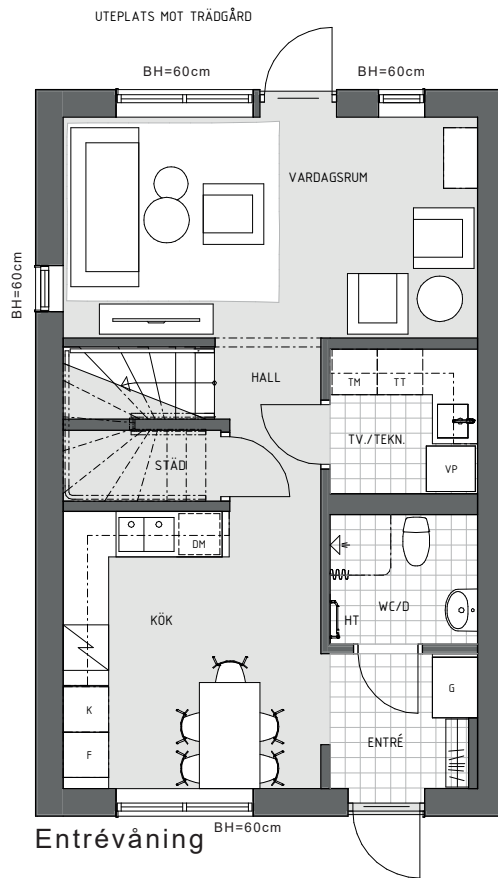 UTEPLATS MOT TRÄDGÅRD
BH=60cm
BH=60cm
VARDAGSRUM
BH=60cm
HALL
TM
TT
TV./TEKN.
VP
STÄD
DM
KÖK
WC/D
HT
K
G
F
ENTRÉ
BH=60cm
Entrévåning